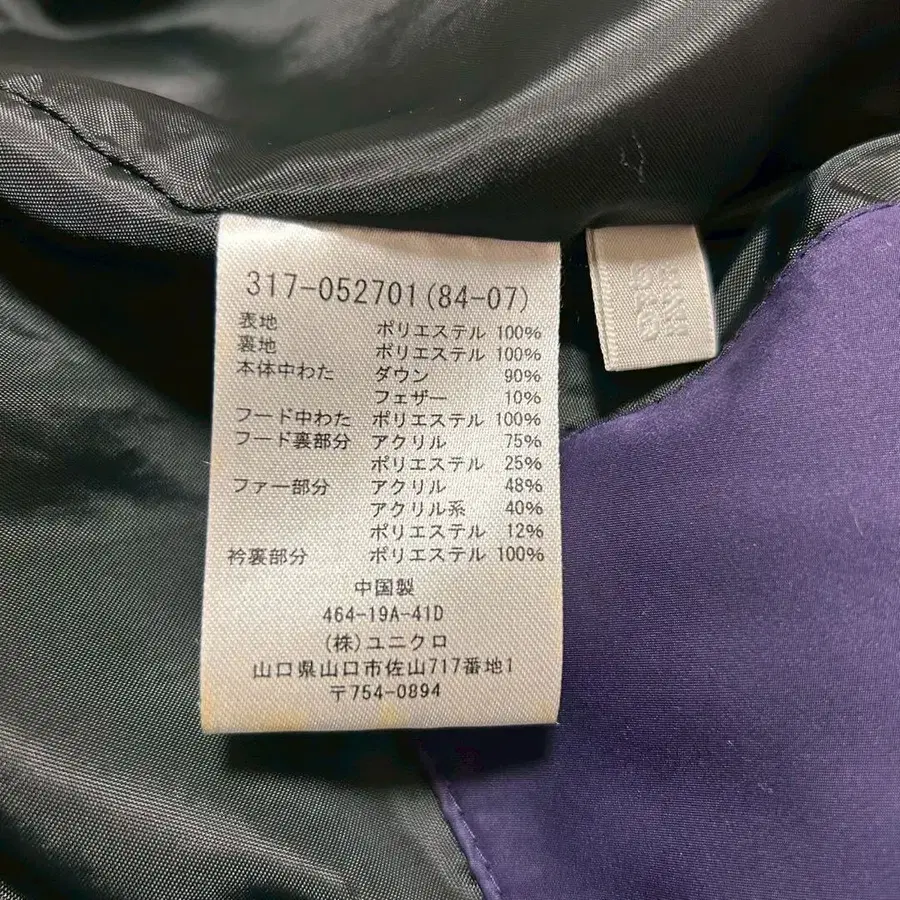 317-052701(84-07)
表地 ポリエステル 100%
裏地 ポリエステル 100%
本体中わた ダウン 90%
フェザー 10%
フード中わた ポリエステル 100%
フード裏部分 アクリル 75%
ポリエステル 25%
ファー部分 アクリル 48%
アクリル系 40%
ポリエステル 12%
衿裏部分 ポリエステル 100%
中国製
464-19A-41D
(株)ユニクロ
山口県山口市佐山717番地1
〒754-0894